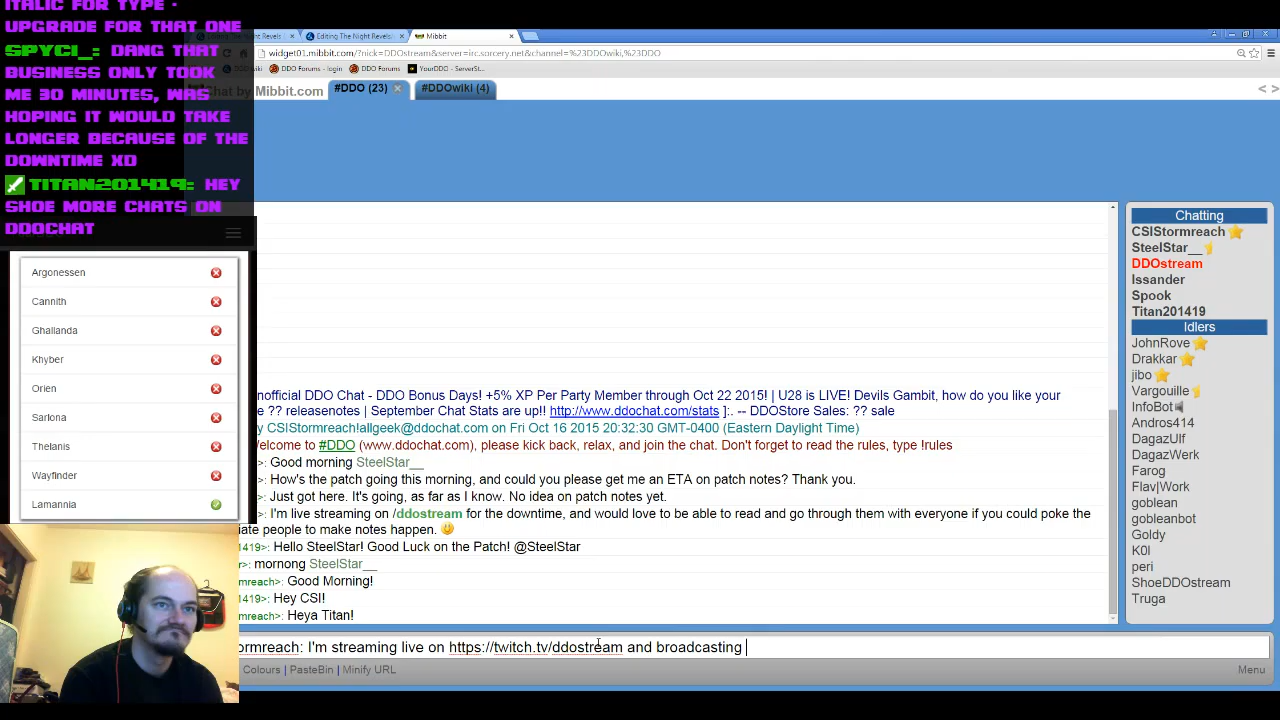 ITALIC FOR TYPE -
UPGRADE FOR THAT ONE
SPYCI_: DANG THAT
BUSINESS ONLY TOOK
ME 30 MINUTES, WAS
HOPING IT WOULD TAKE
LONGER BECAUSE OF THE
DOWNTIME XD
TITAN201419: HEY
SHOE MORE CHATS ON
DDOCHAT
Argonessen
Cannith
Ghallanda
Khyber
Orien
Sarlona
Thelanis
Wayfinder
Lamannia
Night Revels
Editing The Night Revels
Mibbit
widget01.mibbit.com/?nick=DDOstream&server=irc.sorcery.net&channel=%23DDOwiki,%23DDO
DDO Forums - login
DDO Forums
YourDDO - ServerSt...
Chat by Mibbit.com
#DDO (23)
#DDOwiki (4)
< >
nofficial DDO Chat - DDO Bonus Days! +5% XP Per Party Member through Oct 22 2015! | U28 is LIVE! Devils Gambit, how do you like your
e ?? releasenotes | September Chat Stats are up!! http://www.ddochat.com/stats ]:. -- DDOStore Sales: ?? sale
y CSIStormreach!allgeek@ddochat.com on Fri Oct 16 2015 20:32:30 GMT-0400 (Eastern Daylight Time)
elcome to #DDO (www.ddochat.com), please kick back, relax, and join the chat. Don't forget to read the rules, type !rules
>: Good morning SteelStar__
>: How's the patch going this morning, and could you please get me an ETA on patch notes? Thank you.
>: Just got here. It's going, as far as I know. No idea on patch notes yet.
>: I'm live streaming on /ddostream for the downtime, and would love to be able to read and go through them with everyone if you could poke the
iate people to make notes happen.
1419>: Hello SteelStar! Good Luck on the Patch! @SteelStar
r>: mornong SteelStar__
mreach>: Good Morning!
1419>: Hey CSI!
mreach>: Heya Titan!
ormreach: I'm streaming live on https://twitch.tv/ddostream and broadcasting
Colours | PasteBin | Minify URL
Menu
Chatting
CSIStormreach
SteelStar__
DDOstream
Issander
Spook
Titan201419
Idlers
JohnRove
Drakkar
jibo
Vargouille
InfoBot
Andros414
DagazUlf
DagazWerk
Farog
Flav|Work
goblean
gobleanbot
Goldy
K0l
peri
ShoeDDOstream
Truga